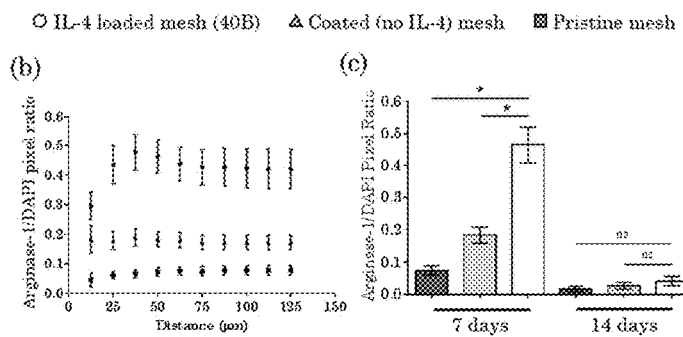 IL-4 loaded mesh (40B) Coated (no IL-4) mesh Pristine mesh
(b)
Arginase-1/DAPI pixel ratio
0.6
0.5
0.4
0.3
0.2
0.1
0.0
0 25 50 75 100 125 150
Distance (µm)
(c)
Arginase-1/DAPI Pixel Ratio
0.6
0.5
0.4
0.3
0.2
0.1
0.0
*
*
ns
ns
7 days 14 days